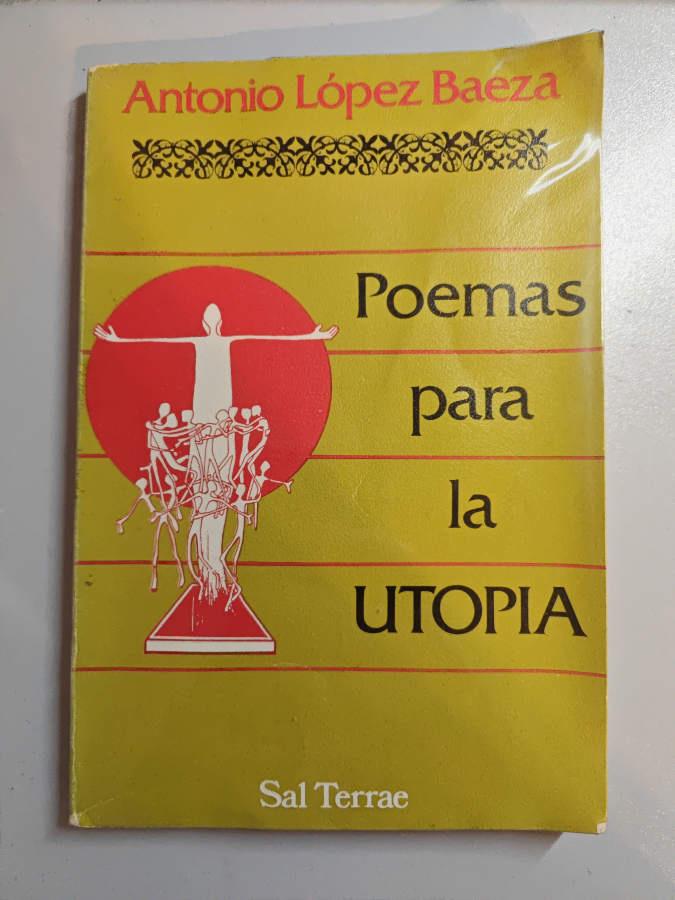 Antonio López Baeza
Poemas
para
la
UTOPIA
Sal Terrae